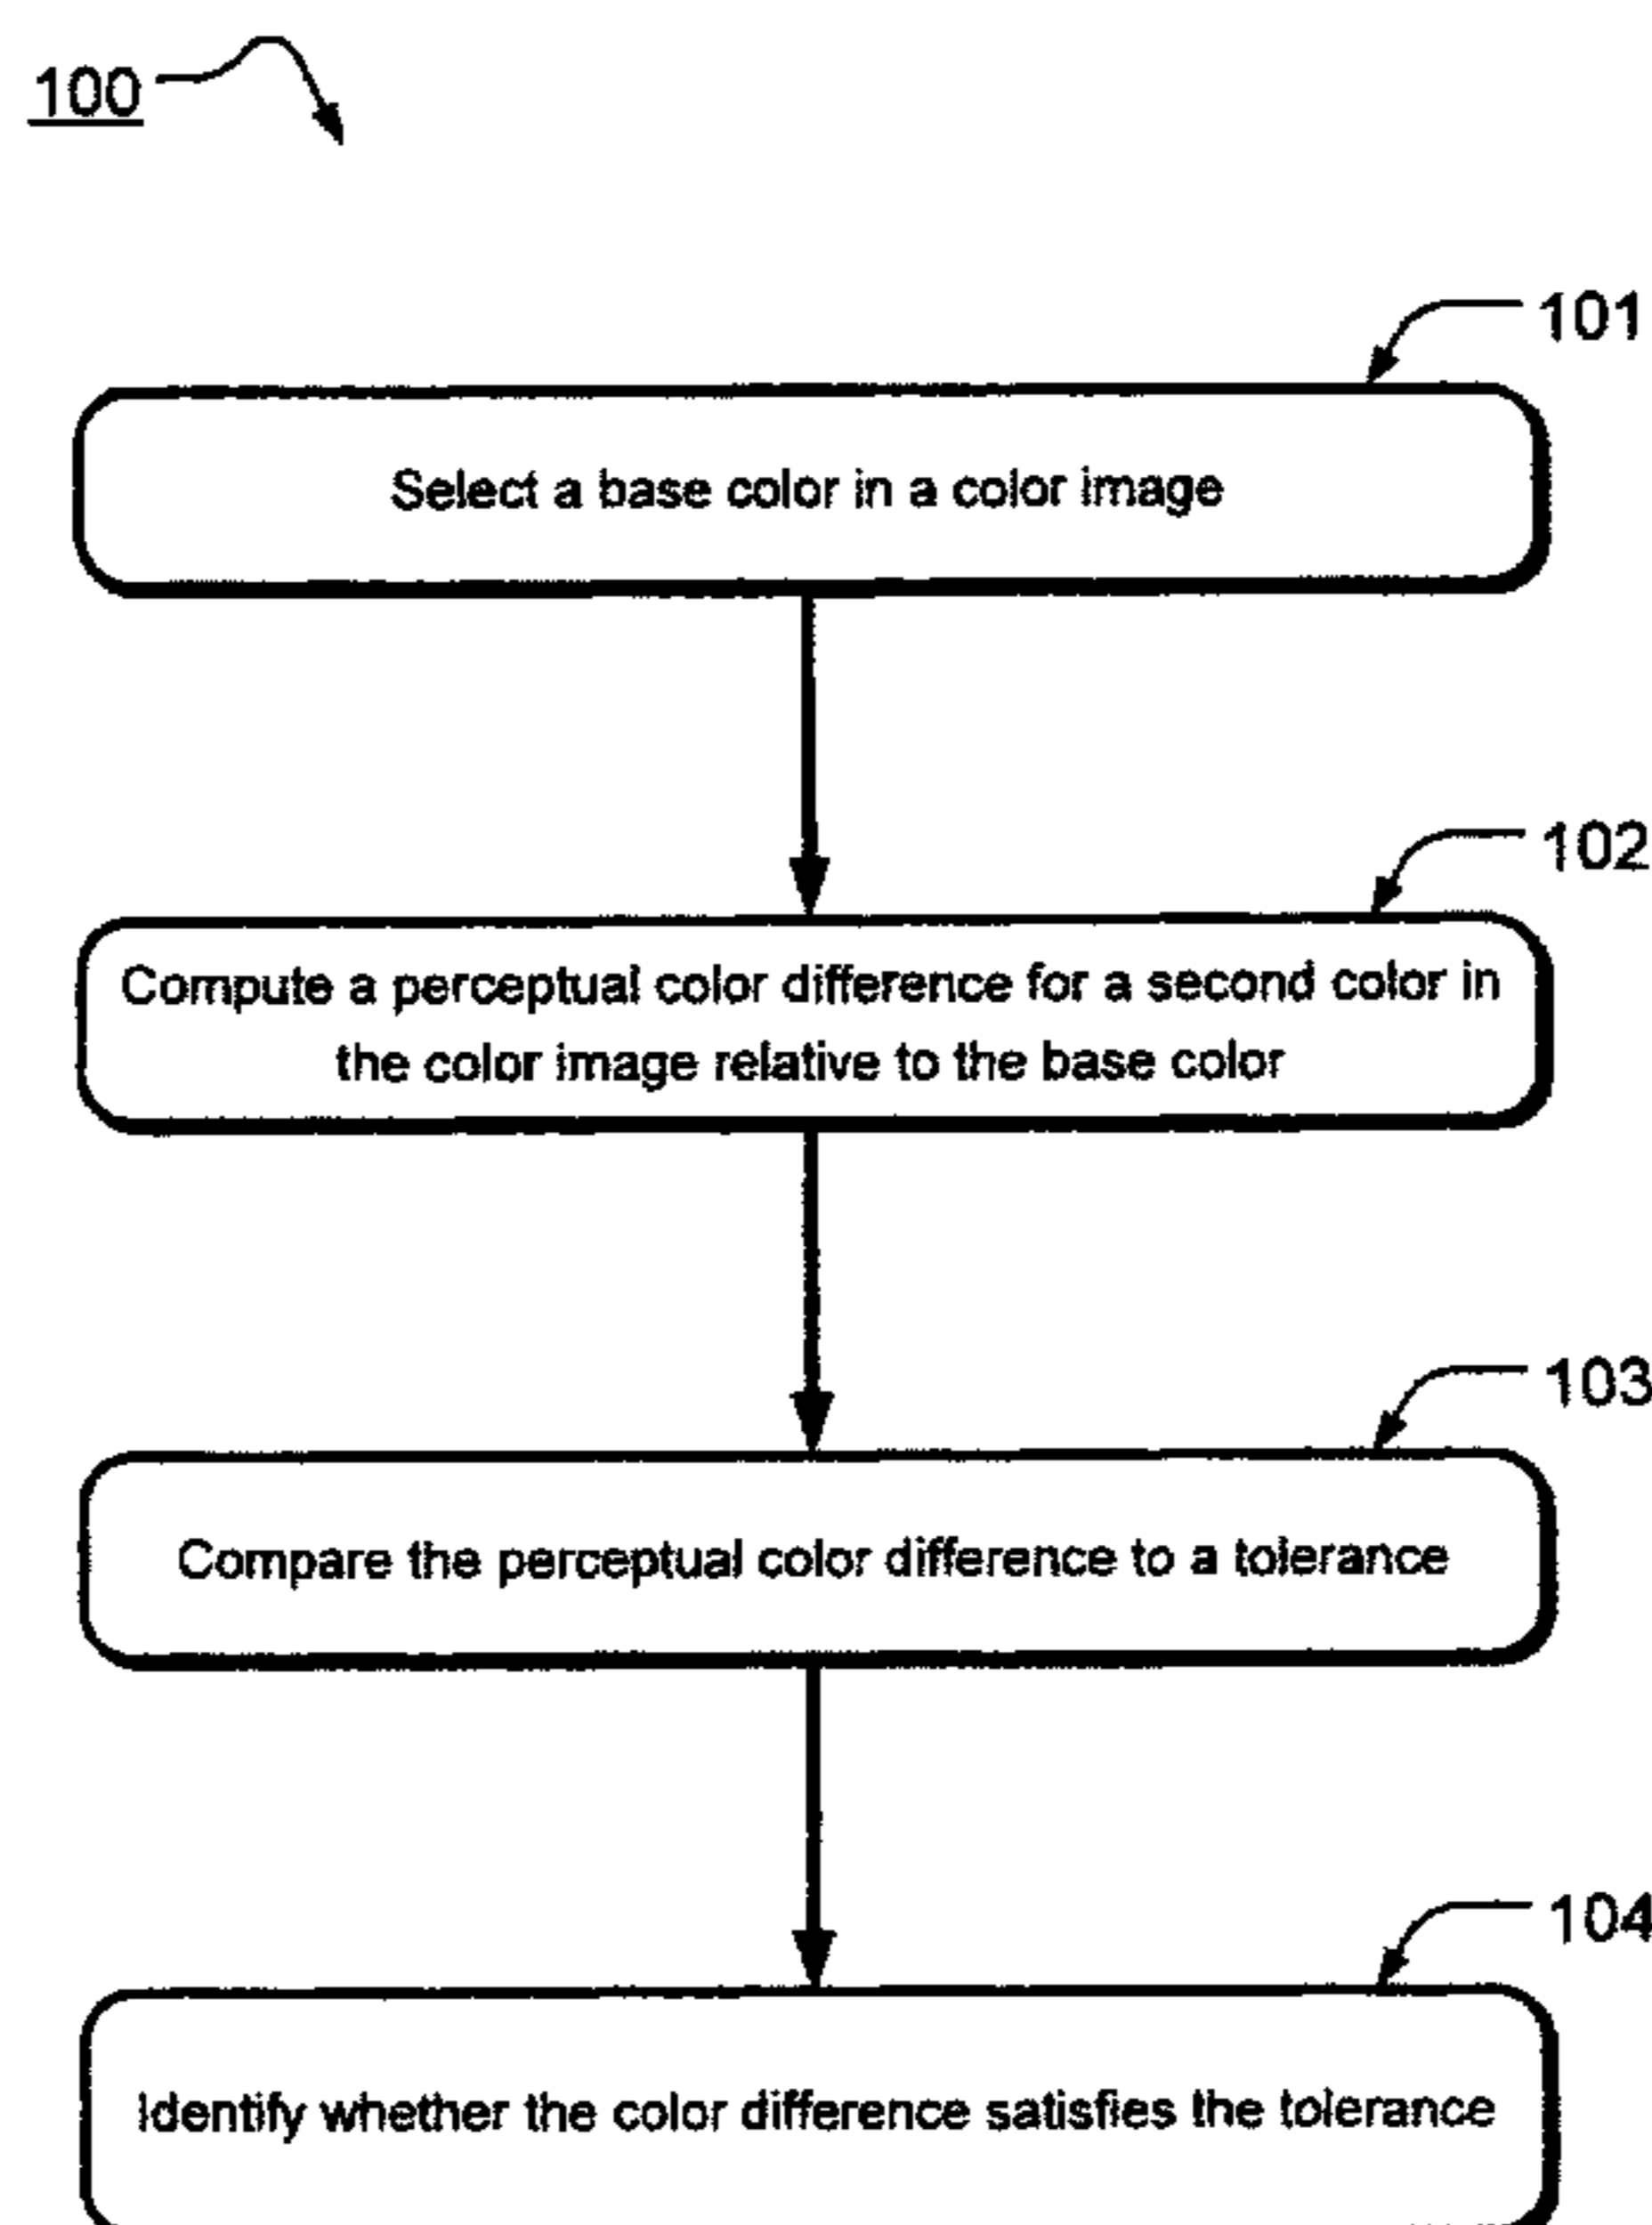 100
101
Select a base color in a color image
102
Compute a perceptual color difference for a second color in
the color image relative to the base color
103
Compare the perceptual color difference to a tolerance
104
Identify whether the color difference satisfies the tolerance